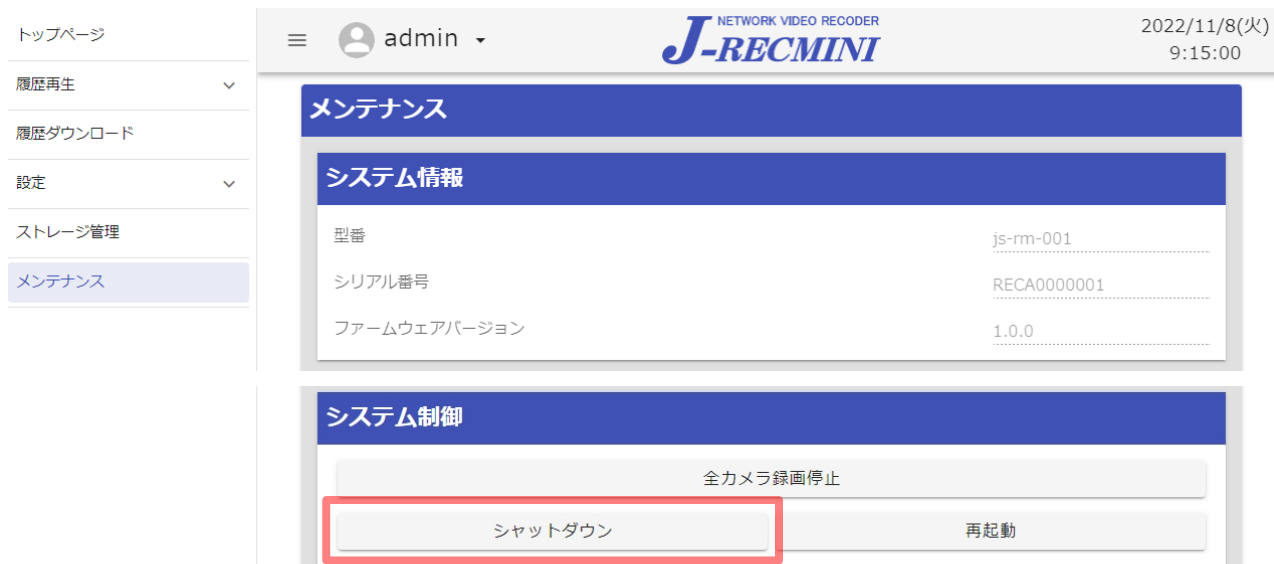 トップページ
履歴再生
履歴ダウンロード
設定
ストレージ管理
メンテナンス
admin
NETWORK VIDEO RECODER
J-RECMINI
2022/11/8(火)
9:15:00
メンテナンス
システム情報
型番 js-rm-001
シリアル番号 RECA0000001
ファームウェアバージョン 1.0.0
システム制御
全カメラ録画停止
シャットダウン 再起動